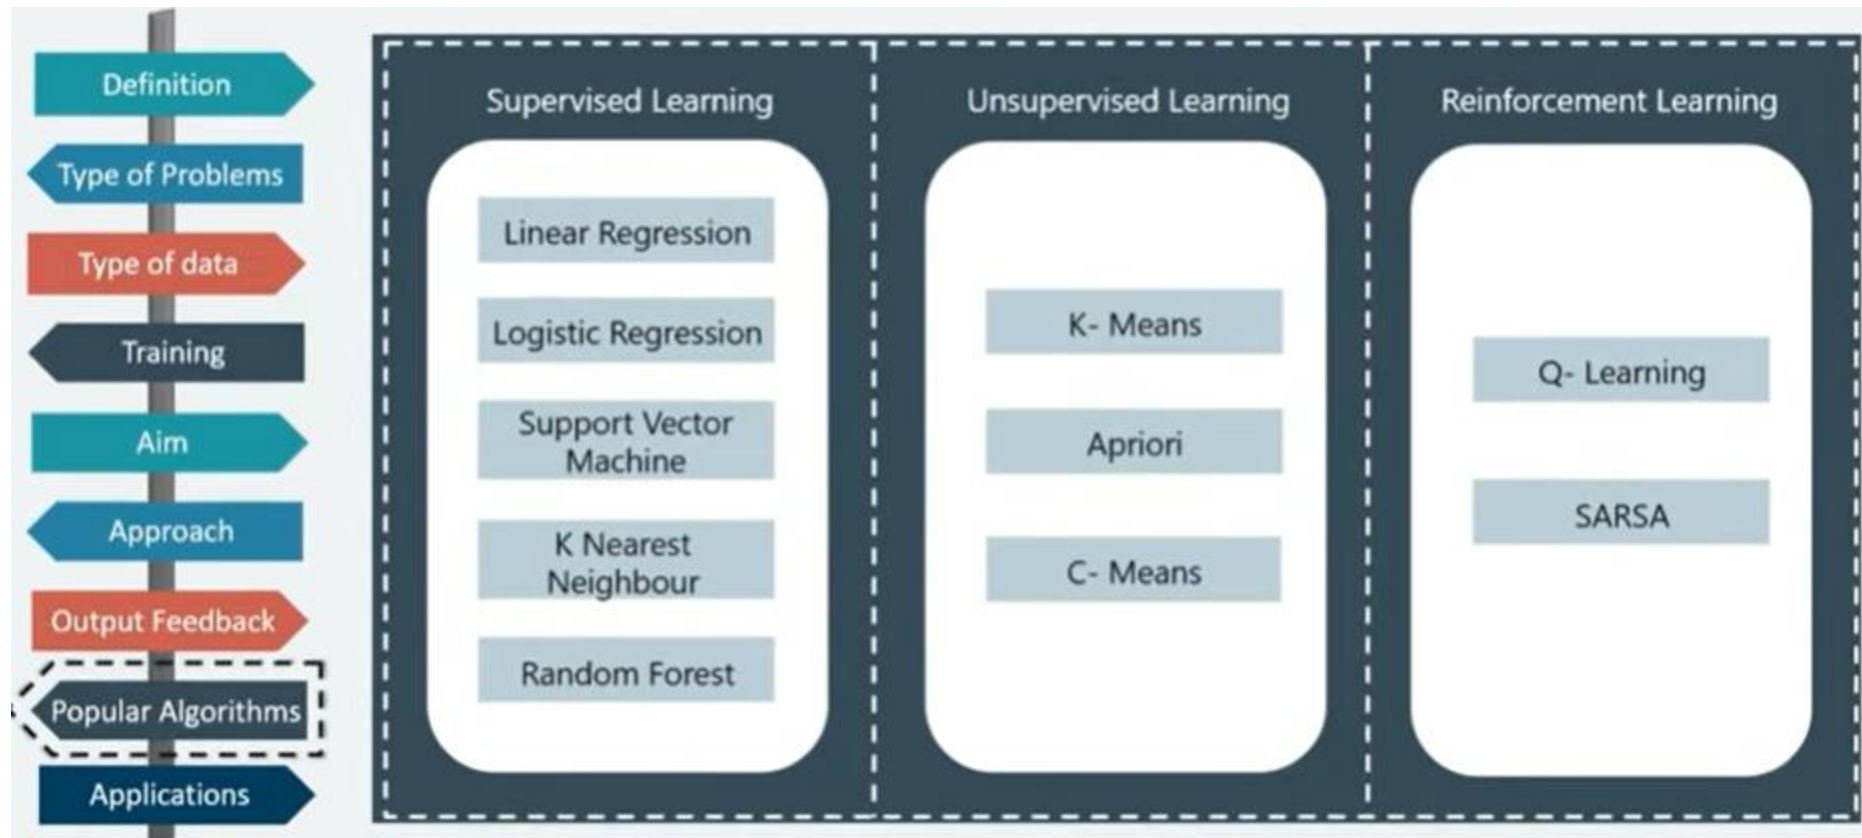 Definition
Type of Problems
Type of data
Training
Aim
Approach
Output Feedback
Popular Algorithms
Applications
Supervised Learning
Linear Regression
Logistic Regression
Support Vector
Machine
K Nearest
Neighbour
Random Forest
Unsupervised Learning
K- Means
Apriori
C- Means
Reinforcement Learning
Q- Learning
SARSA